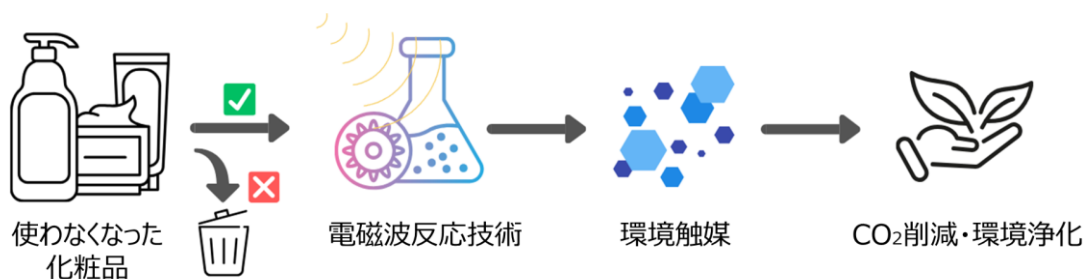 使わなくなった
化粧品
電磁波反応技術
環境触媒
CO₂削減・環境浄化